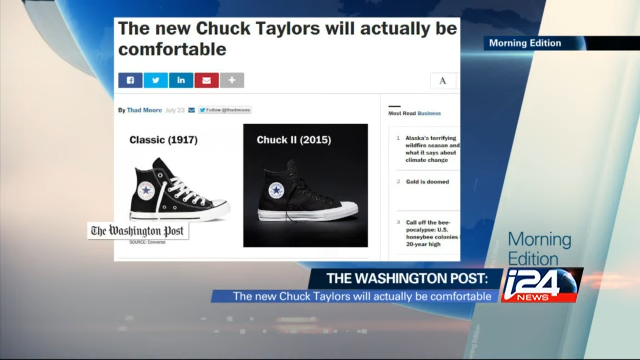 The new Chuck Taylors will actually be
comfortable
Morning Edition
A
By Thad Moore July 23 Follow @thadmoore
Most Read Business
Classic (1917)
Chuck II (2015)
1 Alaska's terrifying
wildfire season and
what it says about
climate change
2 Gold is doomed
3 Call off the bee-
pocalypse: U.S.
honeybee colonies
20-year high
The Washington Post
SOURCE: Converse
Morning
Edition
THE WASHINGTON POST:
The new Chuck Taylors will actually be comfortable
i24
NEWS